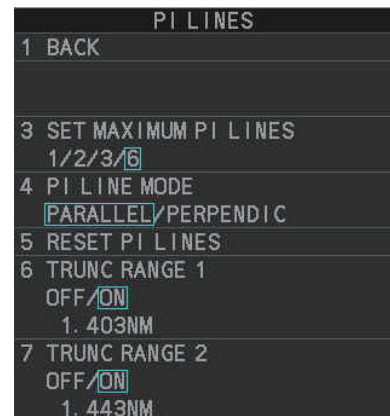 PI LINES
1 BACK
3 SET MAXIMUM PI LINES
1/2/3/6
4 PI LINE MODE
PARALLEL/PERPENDIC
5 RESET PI LINES
6 TRUNC RANGE 1
OFF/ON
1.403NM
7 TRUNC RANGE 2
OFF/ON
1.443NM